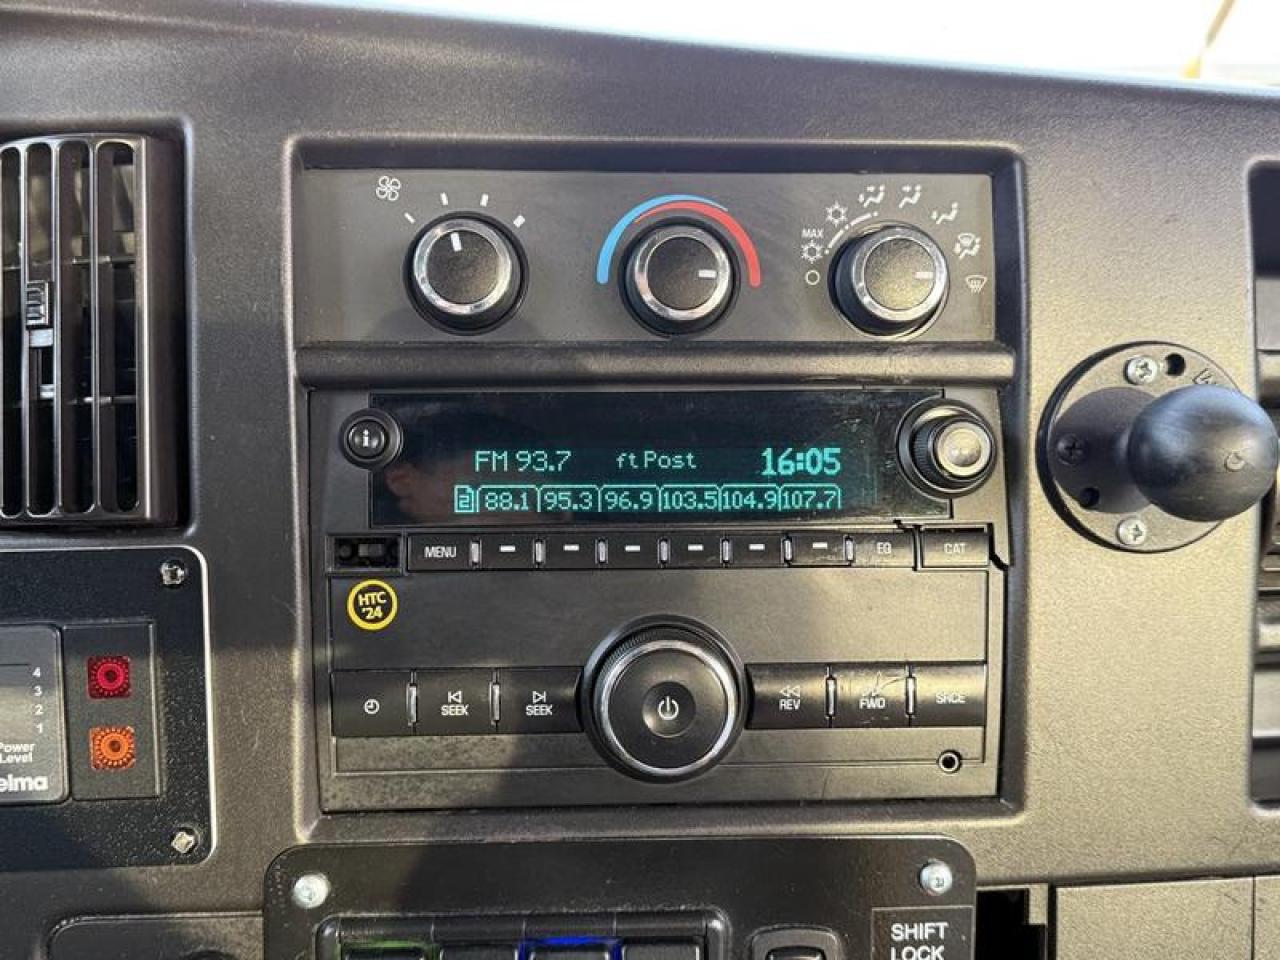 MAX
FM 93.7 ft Post 16:05
2 88.1 95.3 96.9 103.5 104.9 107.7
MENU EQ CAT
HTC
'24
SEEK SEEK REV FWD SRCE
4
3
2
1
Power
Level
elma
SHIFT
LOCK